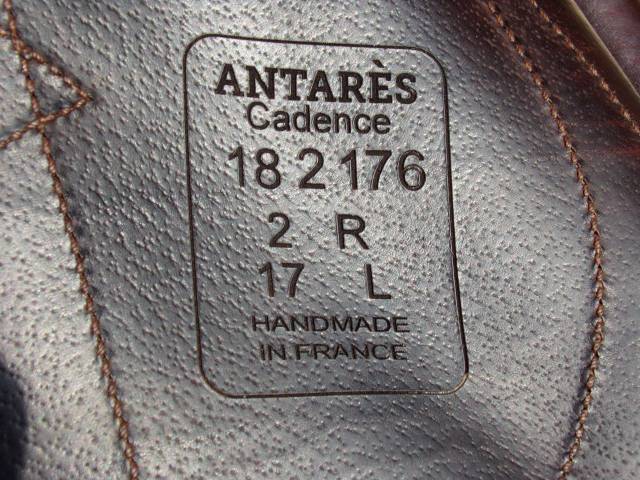 ANTARÈS
Cadence
18 2 176
2 R
17 L
HANDMADE
IN FRANCE